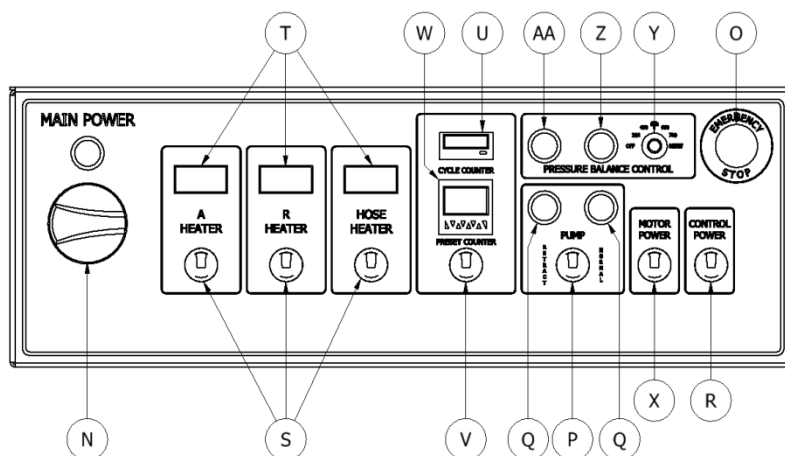 T
W
U
AA
Z
Y
O
MAIN POWER
EMERGENCY
STOP
OFF
RESET
PRESSURE BALANCE CONTROL
CYCLE COUNTER
PRESET COUNTER
A
HEATER
R
HEATER
HOSE
HEATER
RETRACT
PUMP
NORMAL
MOTOR
POWER
CONTROL
POWER
N
S
V
Q
P
Q
X
R